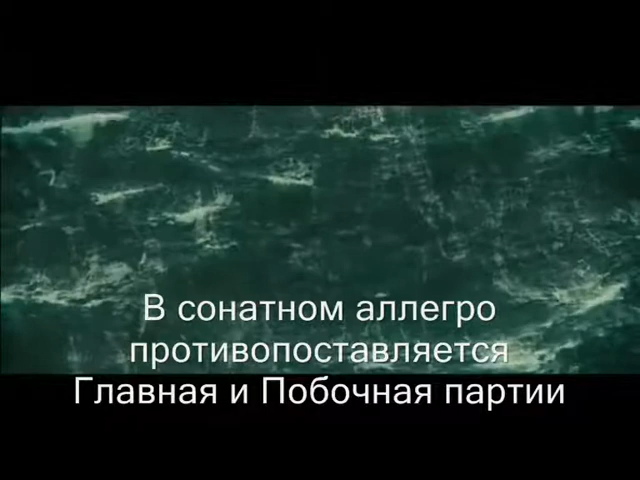 В сонатном аллегро
противопоставляется
Главная и Побочная партии